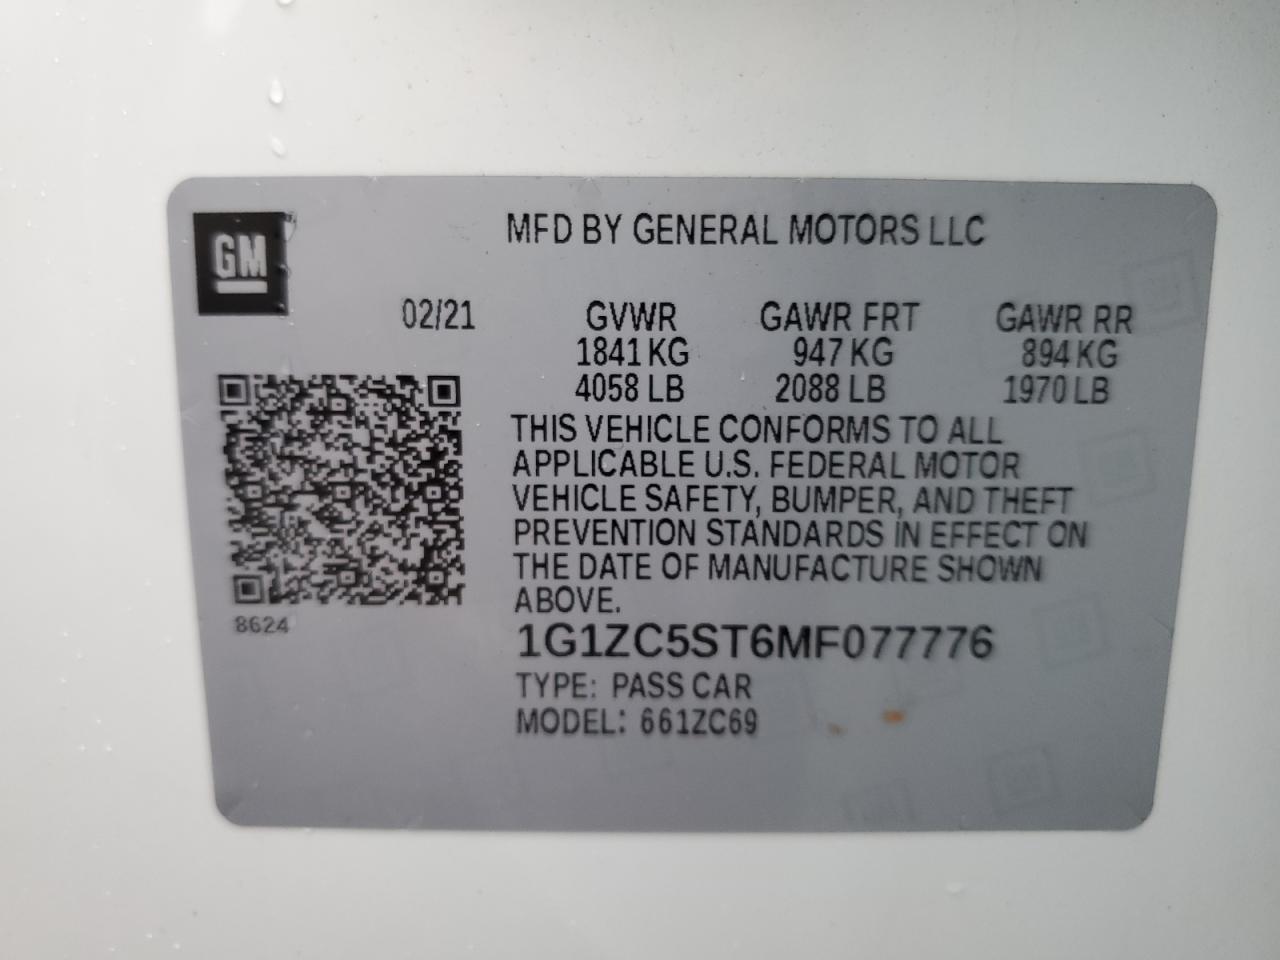 GM
MFD BY GENERAL MOTORS LLC
02/21 GVWR GAWR FRT GAWR RR
1841 KG 947 KG 894 KG
4058 LB 2088 LB 1970 LB
THIS VEHICLE CONFORMS TO ALL
APPLICABLE U.S. FEDERAL MOTOR
VEHICLE SAFETY, BUMPER, AND THEFT
PREVENTION STANDARDS IN EFFECT ON
THE DATE OF MANUFACTURE SHOWN
ABOVE.
8624
1G1ZC5ST6MF077776
TYPE: PASS CAR
MODEL: 661ZC69